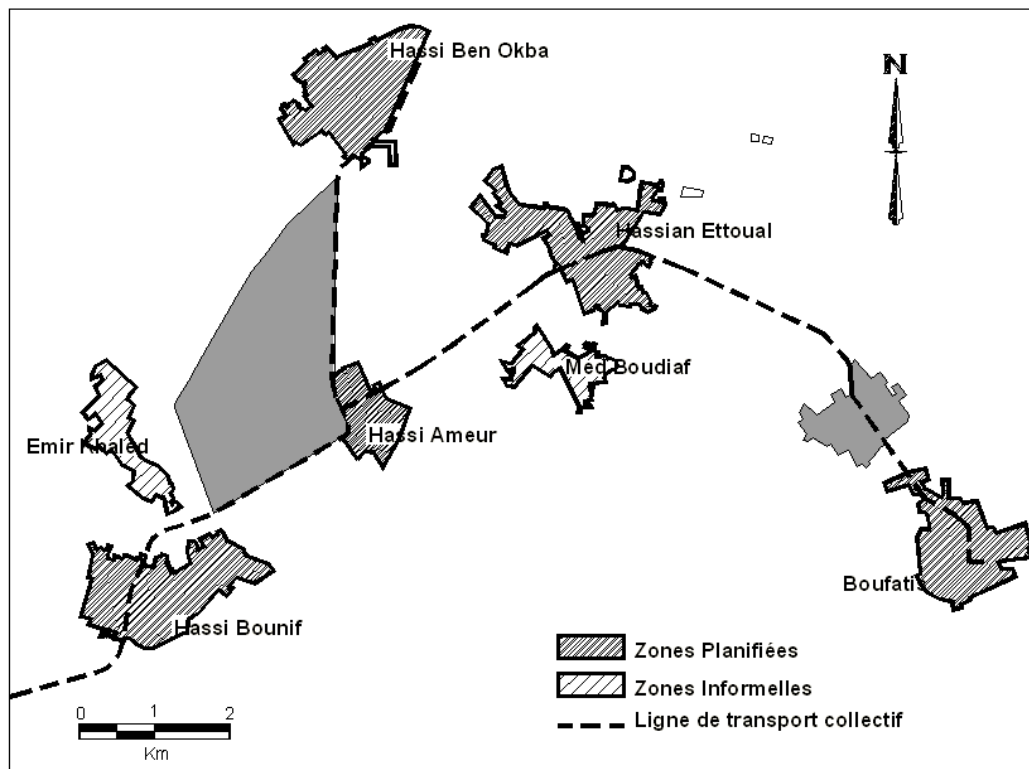 Hassi Ben Okba
N
Hassian Ettoual
Med Boudiaf
Emir Khaled
Hassi Ameur
Boufatis
Hassi Bounif
Zones Planifiées
Zones Informelles
Ligne de transport collectif
0 1 2
Km